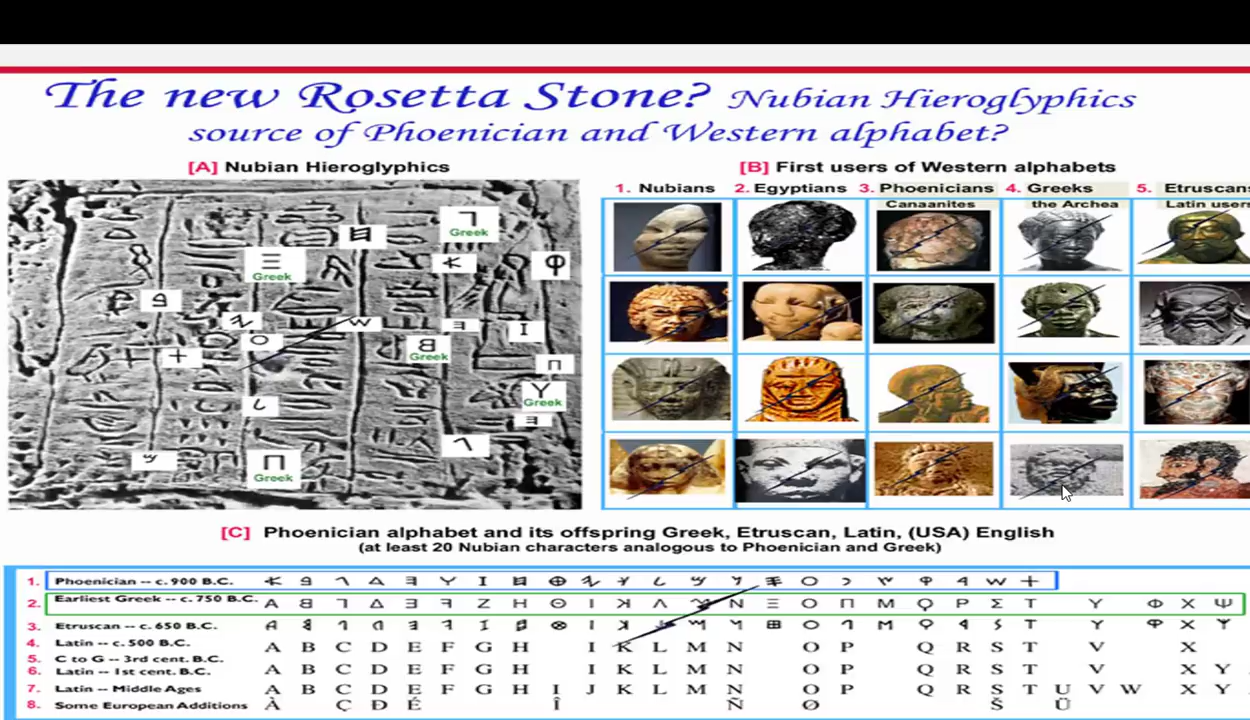 The new Rosetta Stone? Nubian Hieroglyphics
source of Phoenician and Western alphabet?
[A] Nubian Hieroglyphics
Greek
Greek
Greek
Greek
Greek
[B] First users of Western alphabets
1. Nubians 2. Egyptians 3. Phoenicians 4. Greeks 5. Etruscans
Canaanites the Archea Latin users
[C] Phoenician alphabet and its offspring Greek, Etruscan, Latin, (USA) English
(at least 20 Nubian characters analogous to Phoenician and Greek)
1. Phoenician -- c. 900 B.C.
2. Earliest Greek -- c. 750 B.C.
3. Etruscan -- c. 650 B.C.
4. Latin -- c. 500 B.C. A B C D E F G H I K L M N O P Q R S T V X
5. C to G -- 3rd cent. B.C.
6. Latin -- 1st cent. B.C. A B C D E F G H I K L M N O P Q R S T V X Y
7. Latin -- Middle Ages A B C D E F G H I J K L M N O P Q R S T U V W X Y
8. Some European Additions À Ç Đ É Î Ñ Ø Š Ü